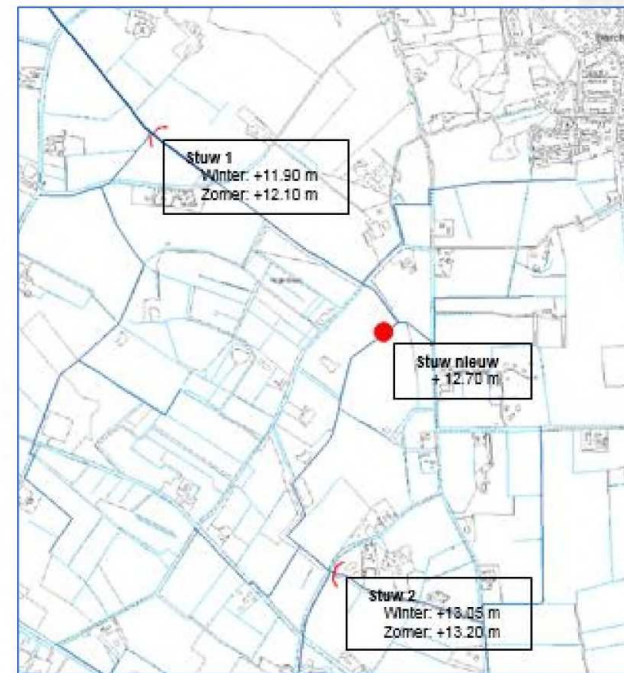 Stuw 1
Winter: +11.90 m
Zomer: +12.10 m
Stuw nieuw
+ 12.70 m
Stuw 2
Winter: +13.05 m
Zomer: +13.20 m